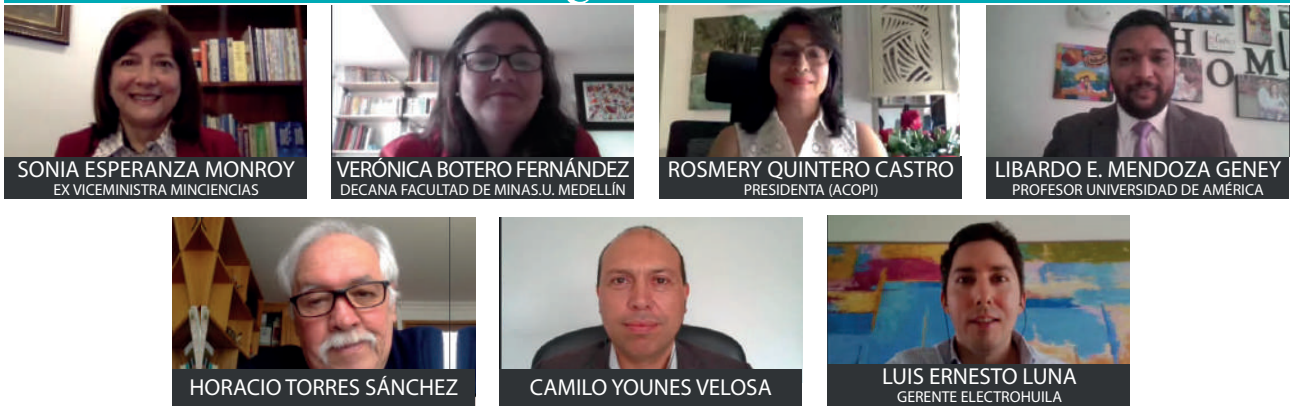 SONIA ESPERANZA MONROY
EX VICEMINISTRA MINCIENCIAS
VERÓNICA BOTERO FERNÁNDEZ
DECANA FACULTAD DE MINAS.U. MEDELLÍN
ROSMERY QUINTERO CASTRO
PRESIDENTA (ACOPI)
LIBARDO E. MENDOZA GENEY
PROFESOR UNIVERSIDAD DE AMÉRICA
HORACIO TORRES SÁNCHEZ
CAMILO YOUNES VELOSA
LUIS ERNESTO LUNA
GERENTE ELECTROHUILA